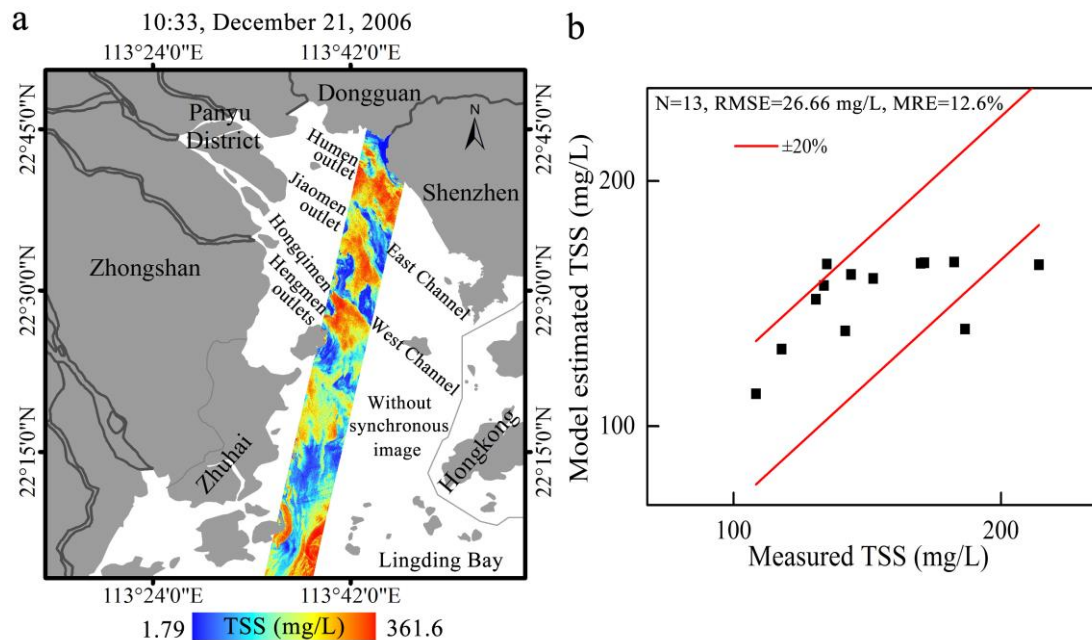 a
10:33, December 21, 2006
113°24'0"E
113°42'0"E
22°45'0"N
22°30'0"N
22°15'0"N
Dongguan
Panyu
District
N
Humen
outlet
Shenzhen
Jiaomen
outlet
Hongqimen
Hengmen
outlets
East Channel
Zhongshan
West Channel
Without
synchronous
image
Zhuhai
Hongkong
Lingding Bay
22°45'0"N
22°30'0"N
22°15'0"N
113°24'0"E
113°42'0"E
1.79
TSS (mg/L)
361.6
b
N=13, RMSE=26.66 mg/L, MRE=12.6%
±20%
Model estimated TSS (mg/L)
200
100
100
200
Measured TSS (mg/L)